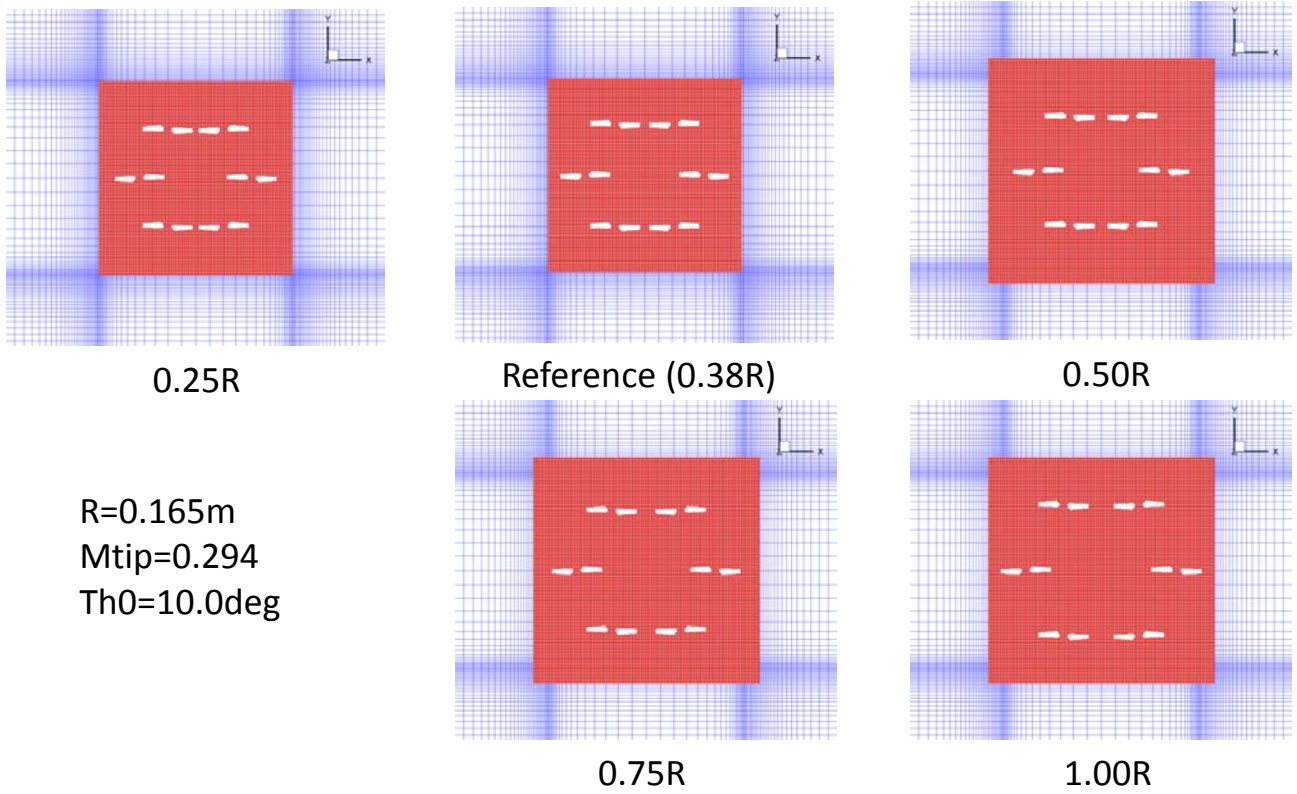 Y
X
Y
X
Y
X
0.25R
Reference (0.38R)
0.50R
R=0.165m
Mtip=0.294
Th0=10.0deg
Y
X
Y
X
0.75R
1.00R